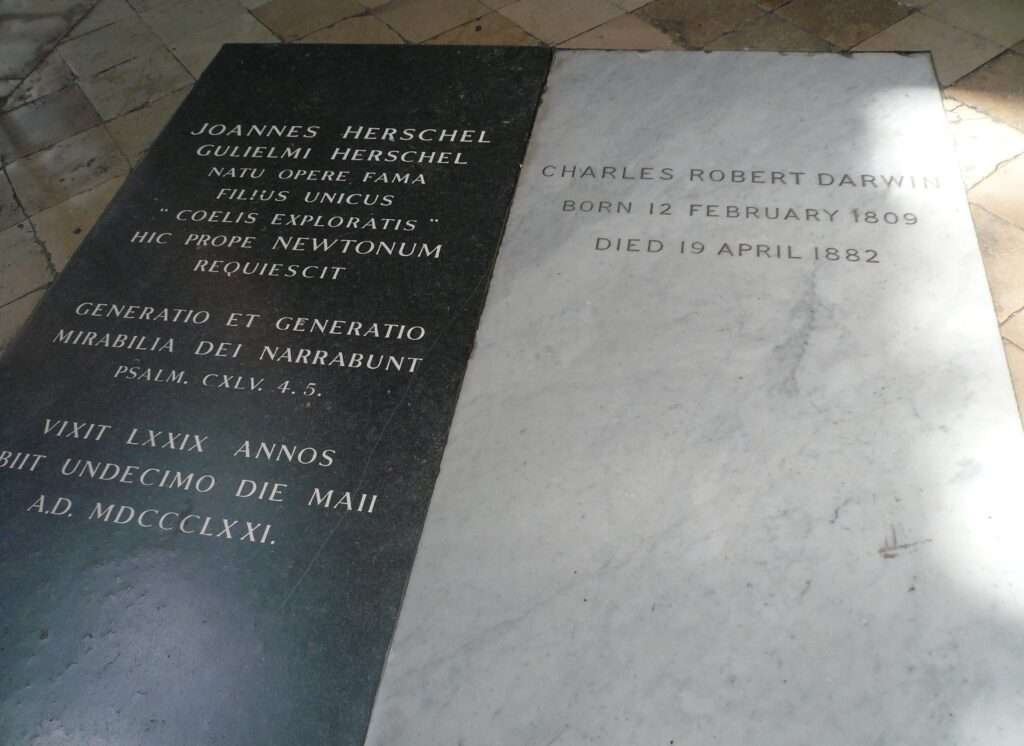 JOANNES HERSCHEL
GULIELMI HERSCHEL
NATU OPERE FAMA
FILIUS UNICUS
"COELIS EXPLORATIS"
HIC PROPE NEWTONUM
REQUIESCIT
GENERATIO ET GENERATIO
MIRABILIA DEI NARRABUNT
PSALM. CXLV. 4. 5.
VIXIT LXXIX ANNOS
BIIT UNDECIMO DIE MAII
A.D. MDCCCLXXI.
CHARLES ROBERT DARWIN
BORN 12 FEBRUARY 1809
DIED 19 APRIL 1882